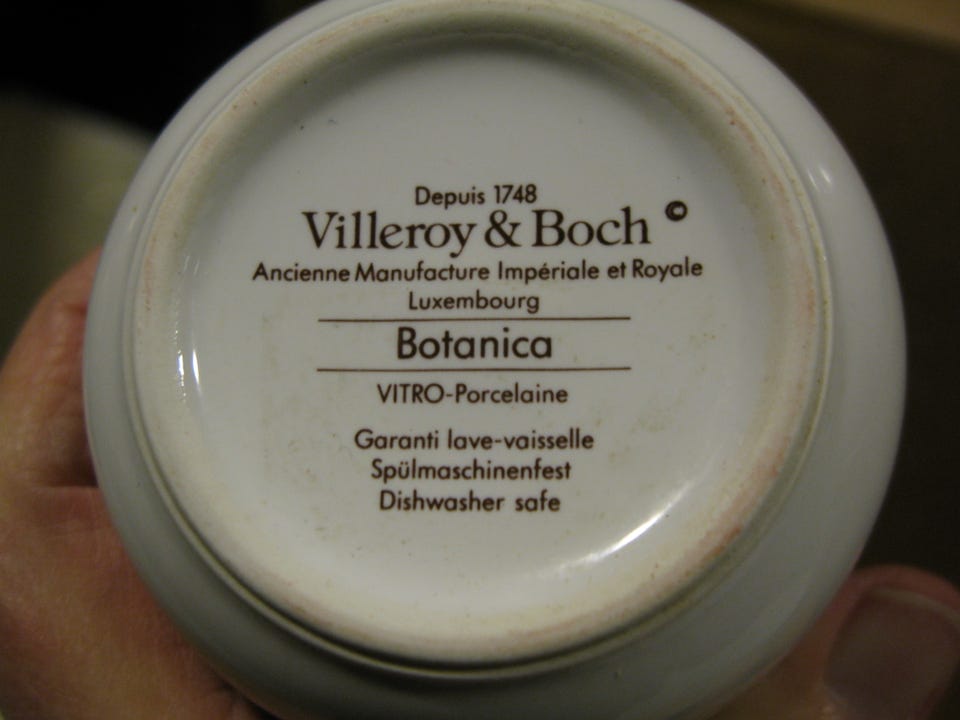 Depuis 1748
Villeroy & Boch ©
Ancienne Manufacture Impériale et Royale
Luxembourg
Botanica
VITRO-Porcelaine
Garanti lave-vaisselle
Spülmaschinenfest
Dishwasher safe